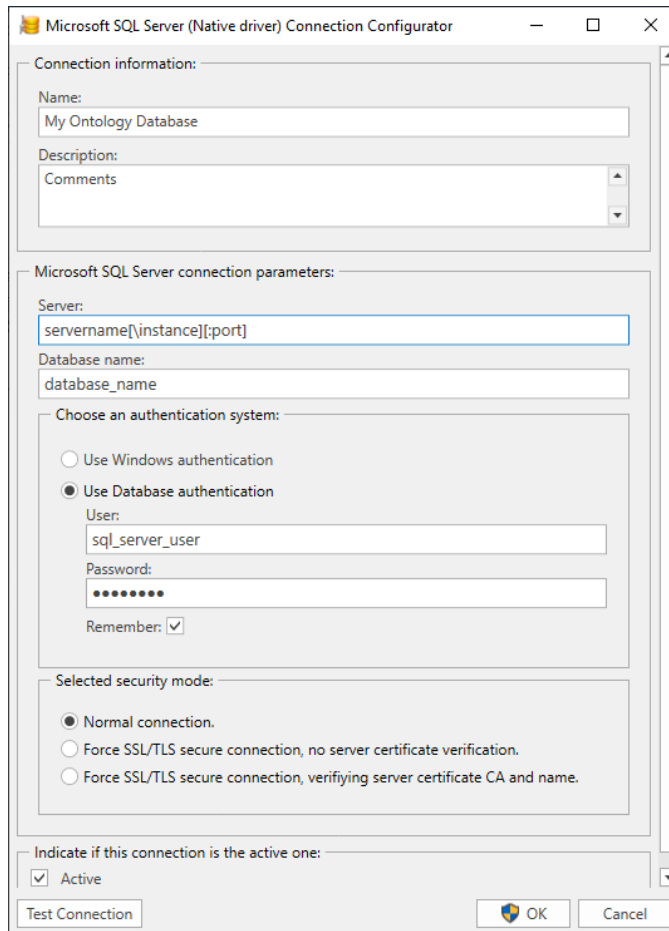 Microsoft SQL Server (Native driver) Connection Configurator
Connection information:
Name:
My Ontology Database
Description:
Comments
Microsoft SQL Server connection parameters:
Server:
servername[\instance][:port]
Database name:
database_name
Choose an authentication system:
Use Windows authentication
Use Database authentication
User:
sql_server_user
Password:
●●●●●●●●
Remember:
Selected security mode:
Normal connection.
Force SSL/TLS secure connection, no server certificate verification.
Force SSL/TLS secure connection, verifiying server certificate CA and name.
Indicate if this connection is the active one:
Active
Test Connection OK Cancel